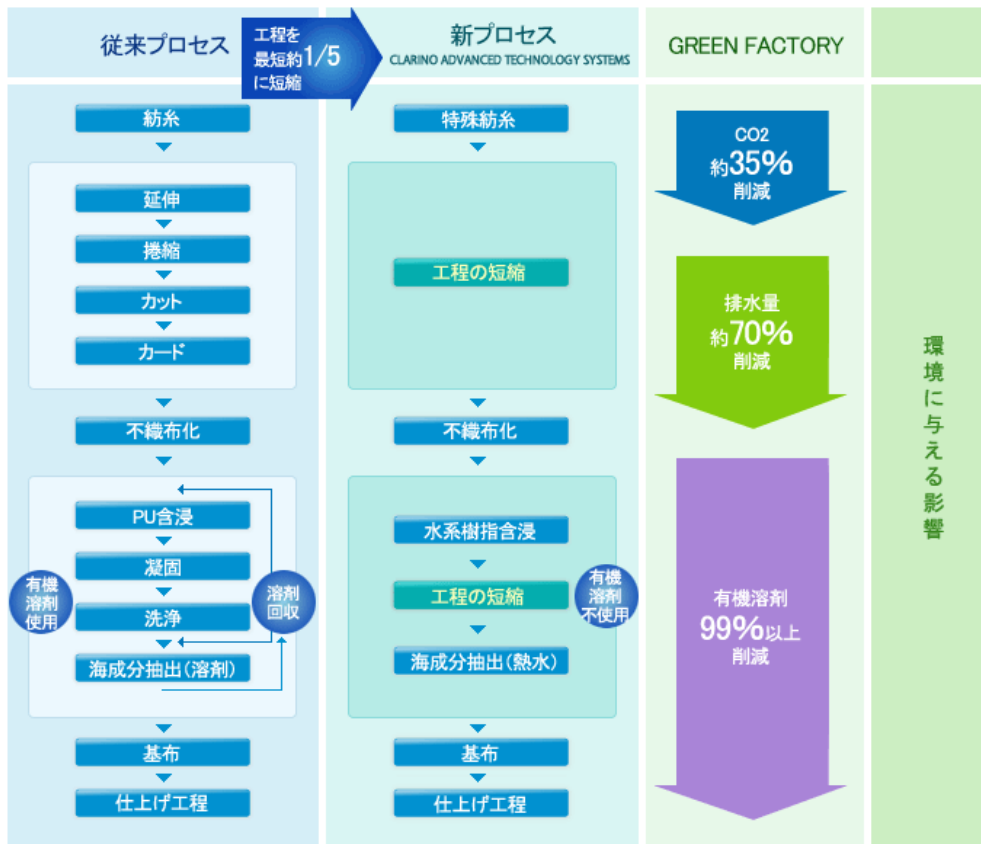 従来プロセス
工程を
最短約1/5
に短縮
新プロセス
CLARINO ADVANCED TECHNOLOGY SYSTEMS
GREEN FACTORY
紡糸
延伸
捲縮
カット
カード
不織布化
PU含浸
凝固
洗浄
海成分抽出(溶剤)
有機
溶剤
使用
溶剤
回収
基布
仕上げ工程
特殊紡糸
工程の短縮
不織布化
水系樹指含浸
工程の短縮
海成分抽出(熱水)
有機
溶剤
不使用
基布
仕上げ工程
CO2
約35%
削減
排水量
約70%
削減
有機溶剤
99%以上
削減
環境に与える影響